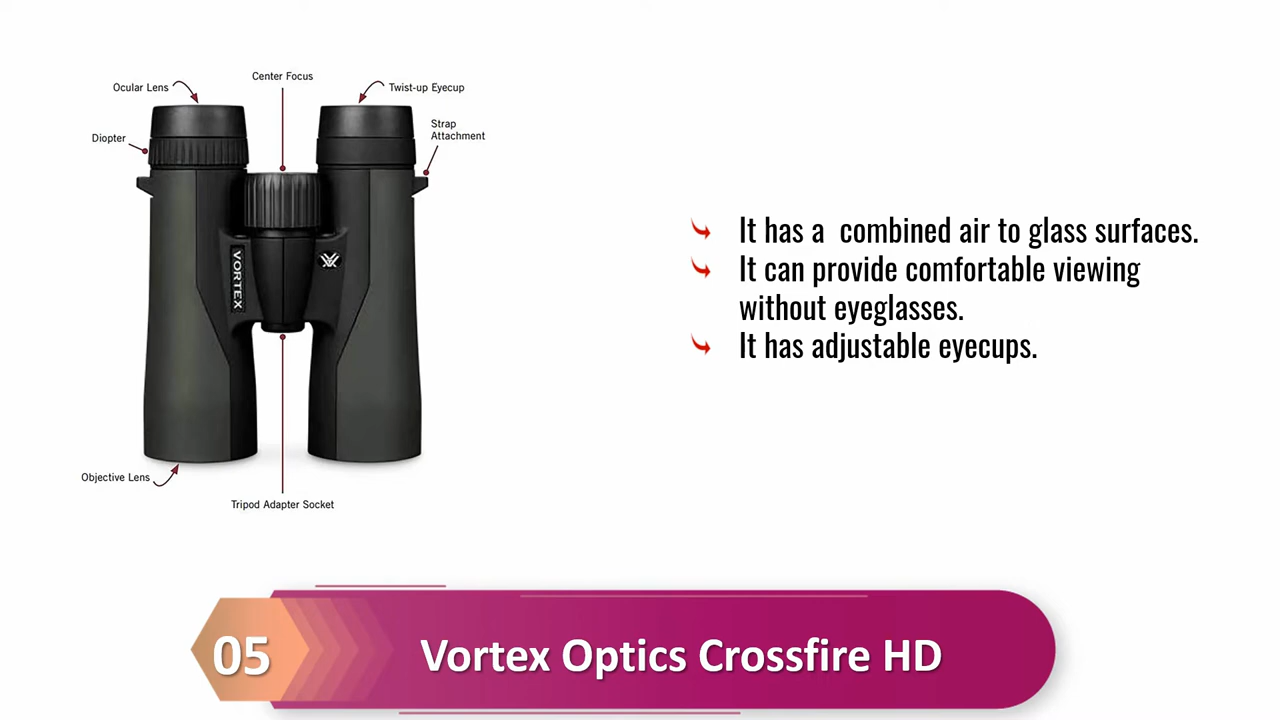 Center Focus
Ocular Lens
Twist-up Eyecup
Strap
Attachment
Diopter
VORTEX
It has a  combined air to glass surfaces.
It can provide comfortable viewing
without eyeglasses.
It has adjustable eyecups.
Objective Lens
Tripod Adapter Socket
05
Vortex Optics Crossfire HD